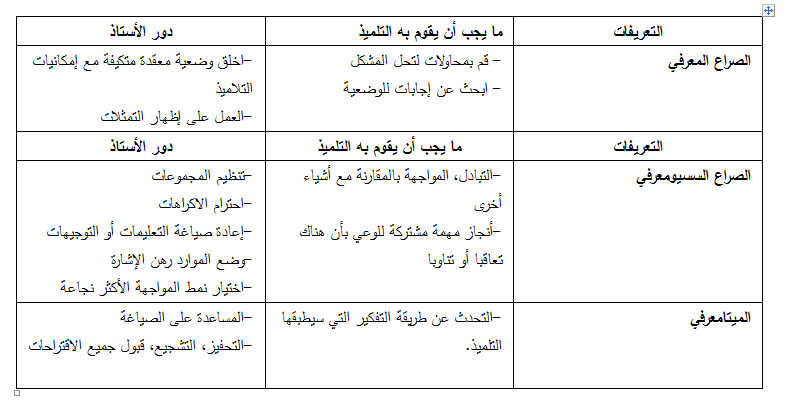 التعريفات
ما يجب أن يقوم به التلميذ
دور الأستاذ
الصراع المعرفي
- قم بمحاولات لتحل المشكل
- ابحث عن إجابات للوضعية
-اخلق وضعية معقدة متكيفة مع إمكانيات
التلاميذ
-العمل على إظهار التمثلات
التعريفات
ما يجب أن يقوم به التلميذ
دور الأستاذ
الصراع السسيومعرفي
-التبادل، المواجهة بالمقارنة مع أشياء
أخرى
-أنجاز مهمة مشتركة للوعي بأن هناك
تعاقبا أو تناوبا
-تنظيم المجموعات
-احترام الاكراهات
-إعادة صياغة التعليمات أو التوجيهات
-وضع الموارد رهن الإشارة
-اختيار نمط المواجهة الأكثر نجاعة
الميتامعرفي
-التحدث عن طريقة التفكير التي سيطبقها
التلميذ.
-المساعدة على الصياغة
-التحفيز، التشجيع، قبول جميع الاقتراحات